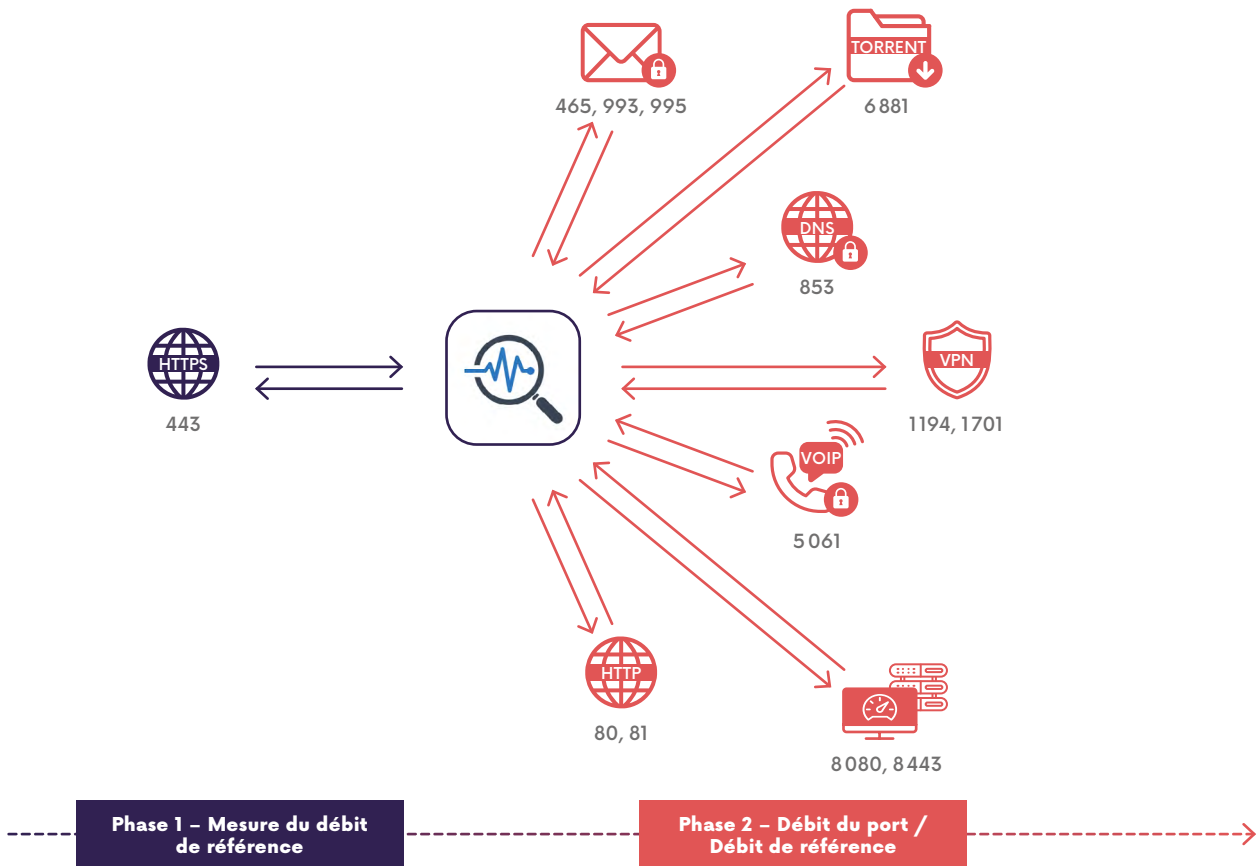 TORRENT
465, 993, 995
6 881
DNS
853
HTTPS
443
VPN
1194, 1701
VOIP
5 061
HTTP
80, 81
8 080, 8 443
Phase 1 – Mesure du débit
de référence
Phase 2 – Débit du port /
Débit de référence